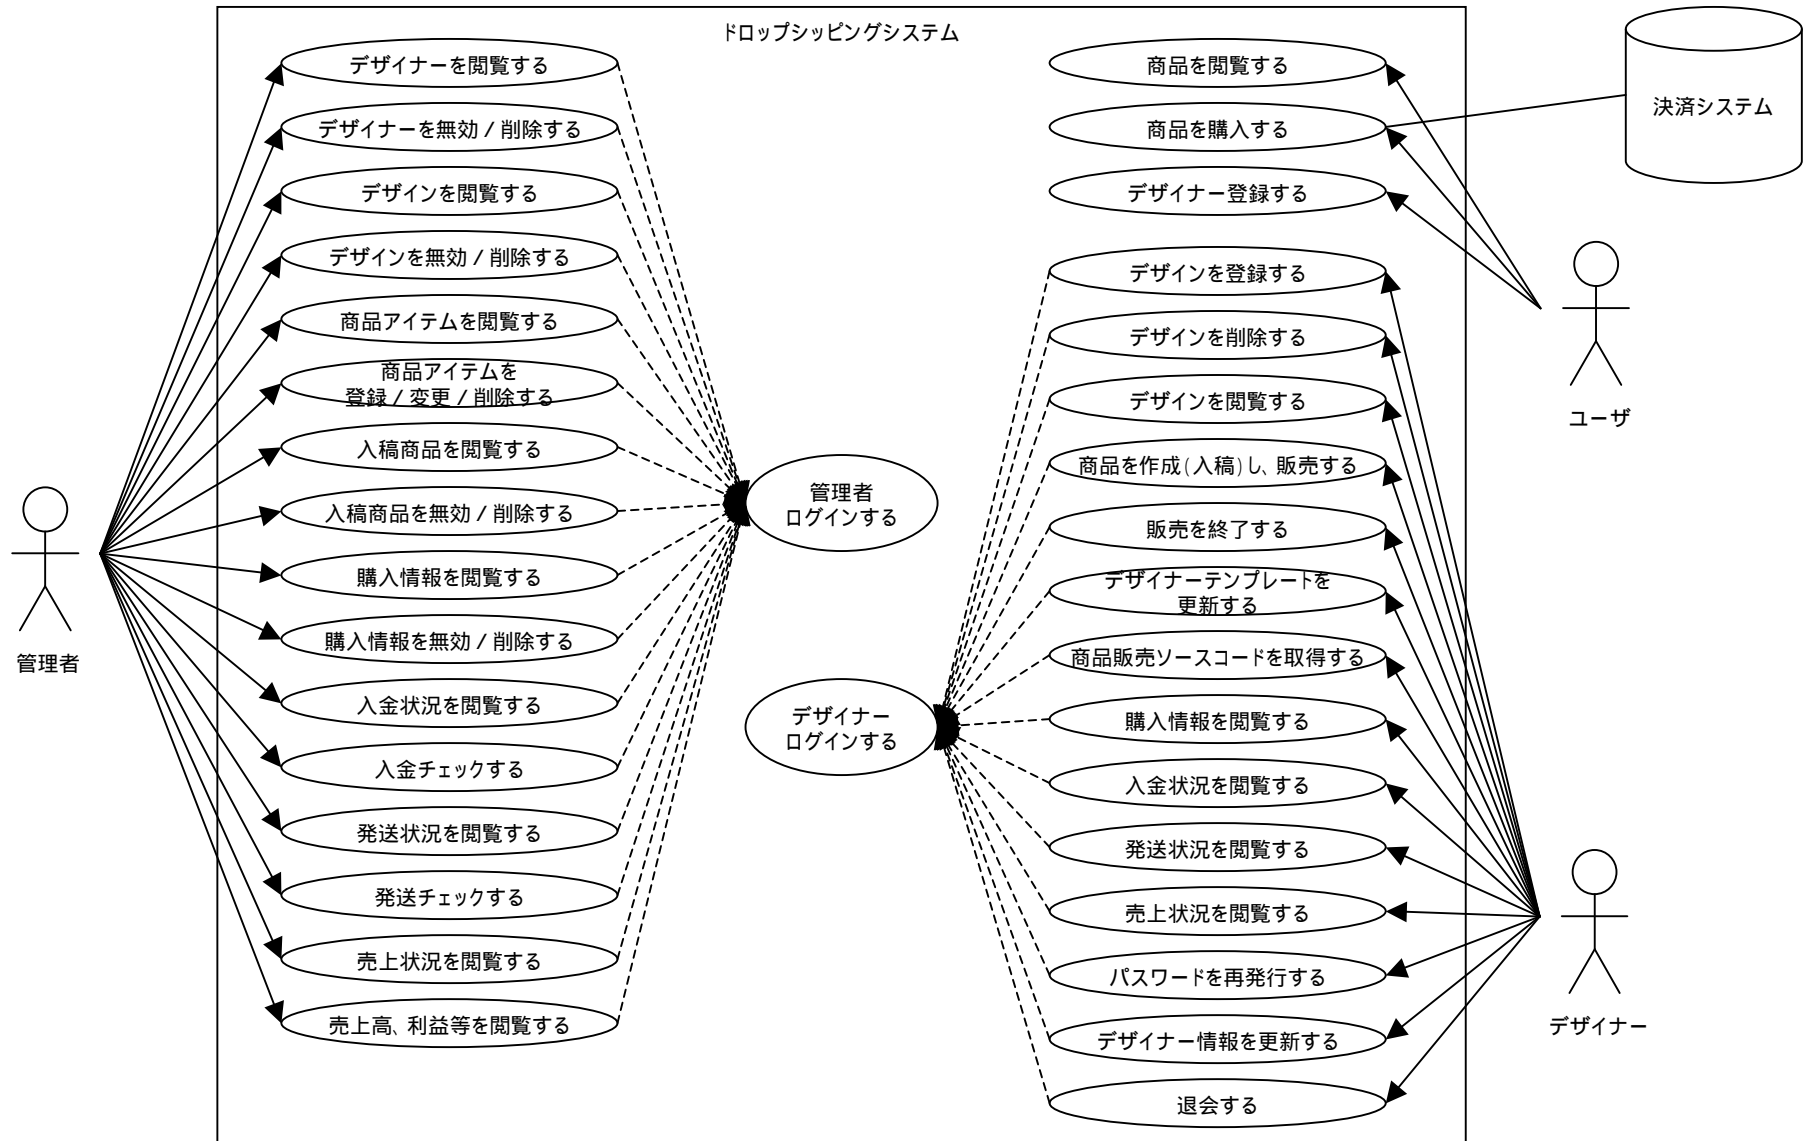 ドロップシッピングシステム
デザイナーを閲覧する
デザイナーを無効 / 削除する
デザインを閲覧する
デザインを無効 / 削除する
商品アイテムを閲覧する
商品アイテムを
登録 / 変更 / 削除する
入稿商品を閲覧する
入稿商品を無効 / 削除する
購入情報を閲覧する
購入情報を無効 / 削除する
入金状況を閲覧する
入金チェックする
発送状況を閲覧する
発送チェックする
売上状況を閲覧する
売上高、利益等を閲覧する
管理者
管理者
ログインする
デザイナー
ログインする
商品を閲覧する
商品を購入する
デザイナー登録する
デザインを登録する
デザインを削除する
デザインを閲覧する
商品を作成(入稿)し、販売する
販売を終了する
デザイナーテンプレートを
更新する
商品販売ソースコードを取得する
購入情報を閲覧する
入金状況を閲覧する
発送状況を閲覧する
売上状況を閲覧する
パスワードを再発行する
デザイナー情報を更新する
退会する
決済システム
ユーザ
デザイナー